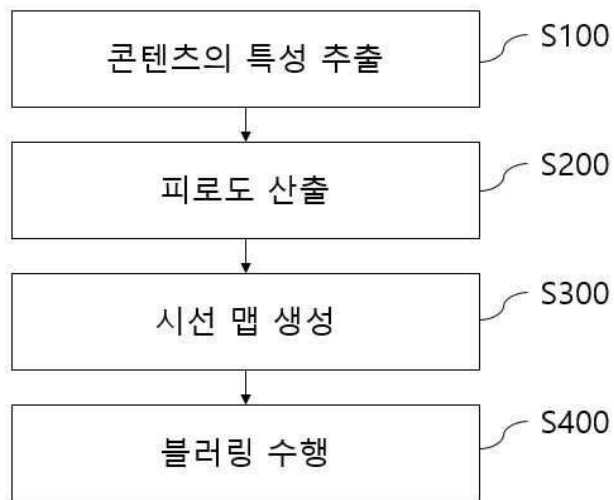 콘텐츠의 특성 추출
S100
피로도 산출
S200
시선 맵 생성
S300
블러링 수행
S400